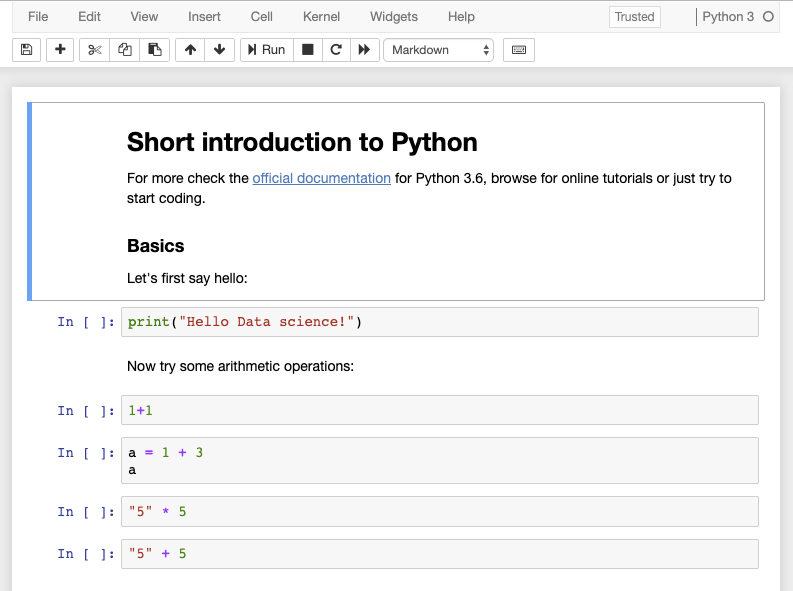 File Edit View Insert Cell Kernel Widgets Help Trusted Python 3
Run Markdown
Short introduction to Python
For more check the official documentation for Python 3.6, browse for online tutorials or just try to
start coding.
Basics
Let's first say hello:
In [ ]: print("Hello Data science!")
Now try some arithmetic operations:
In [ ]: 1+1
In [ ]: a = 1 + 3
a
In [ ]: "5" * 5
In [ ]: "5" + 5